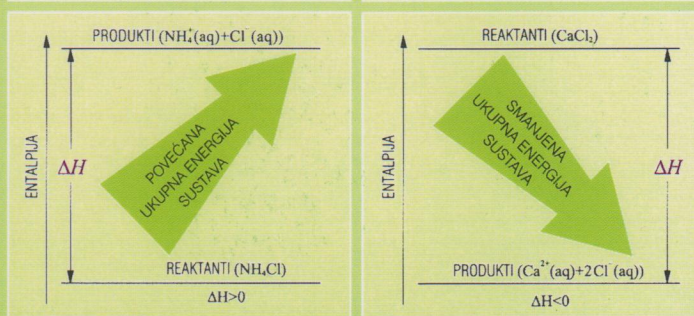 PRODUKTI (NH₄⁺(aq)+Cl⁻(aq))
ENTALPIJA
ΔH
POVEĆANA
UKUPNA ENERGIJA
SUSTAVA
REAKTANTI (NH₄Cl)
ΔH>0
REAKTANTI (CaCl₂)
ENTALPIJA
SMANJENA
UKUPNA ENERGIJA
SUSTAVA
ΔH
PRODUKTI (Ca²⁺(aq)+2Cl⁻(aq))
ΔH<0